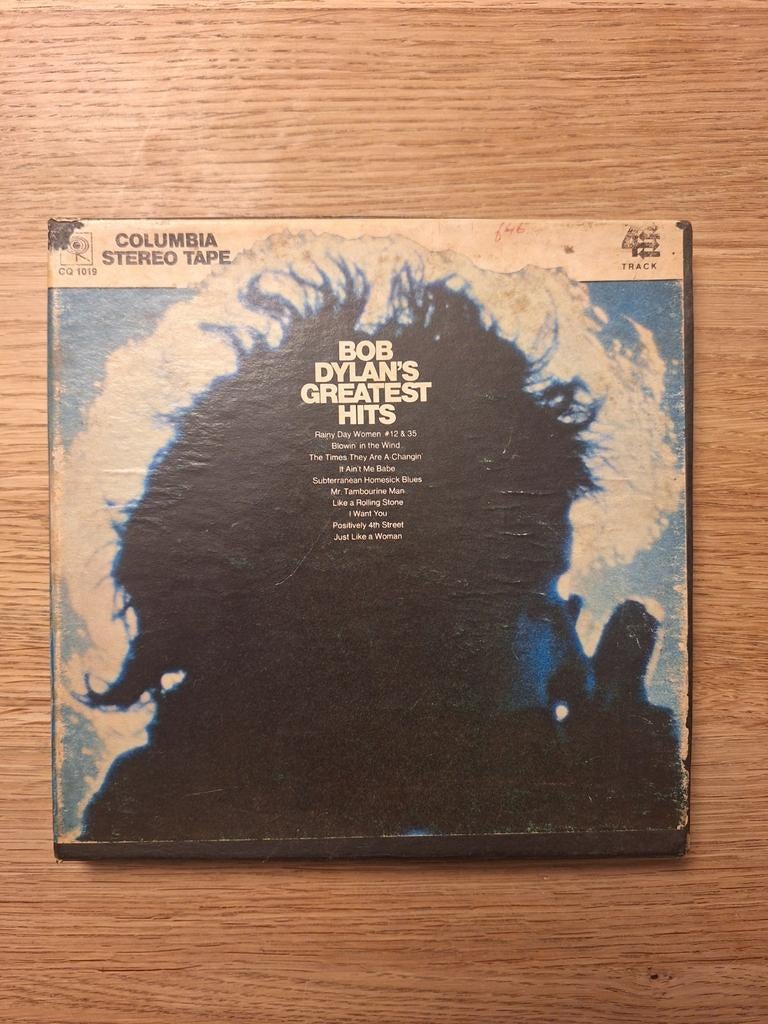 COLUMBIA
STEREO TAPE
CQ 1019
4
TRACK
BOB
DYLAN'S
GREATEST
HITS
Rainy Day Women #12 & 35
Blowin' in the Wind
The Times They Are A-Changin'
It Ain't Me Babe
Subterranean Homesick Blues
Mr. Tambourine Man
Like a Rolling Stone
I Want You
Positively 4th Street
Just Like a Woman